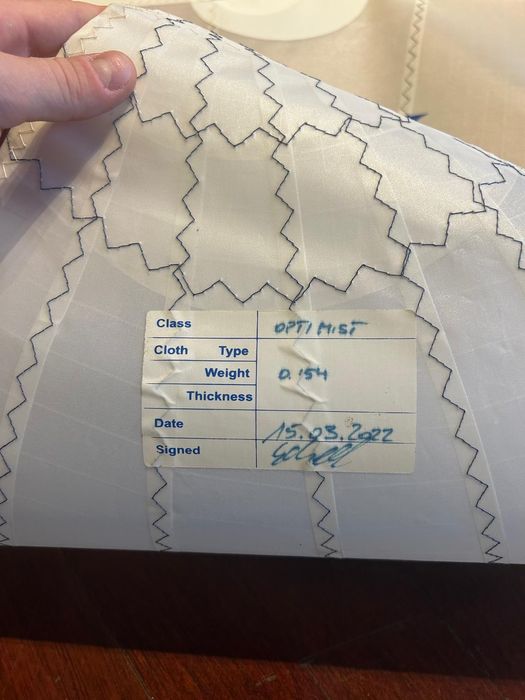 Class OPTIMIST
Cloth Type
Weight 0.154
Thickness
Date 15.03.2022
Signed